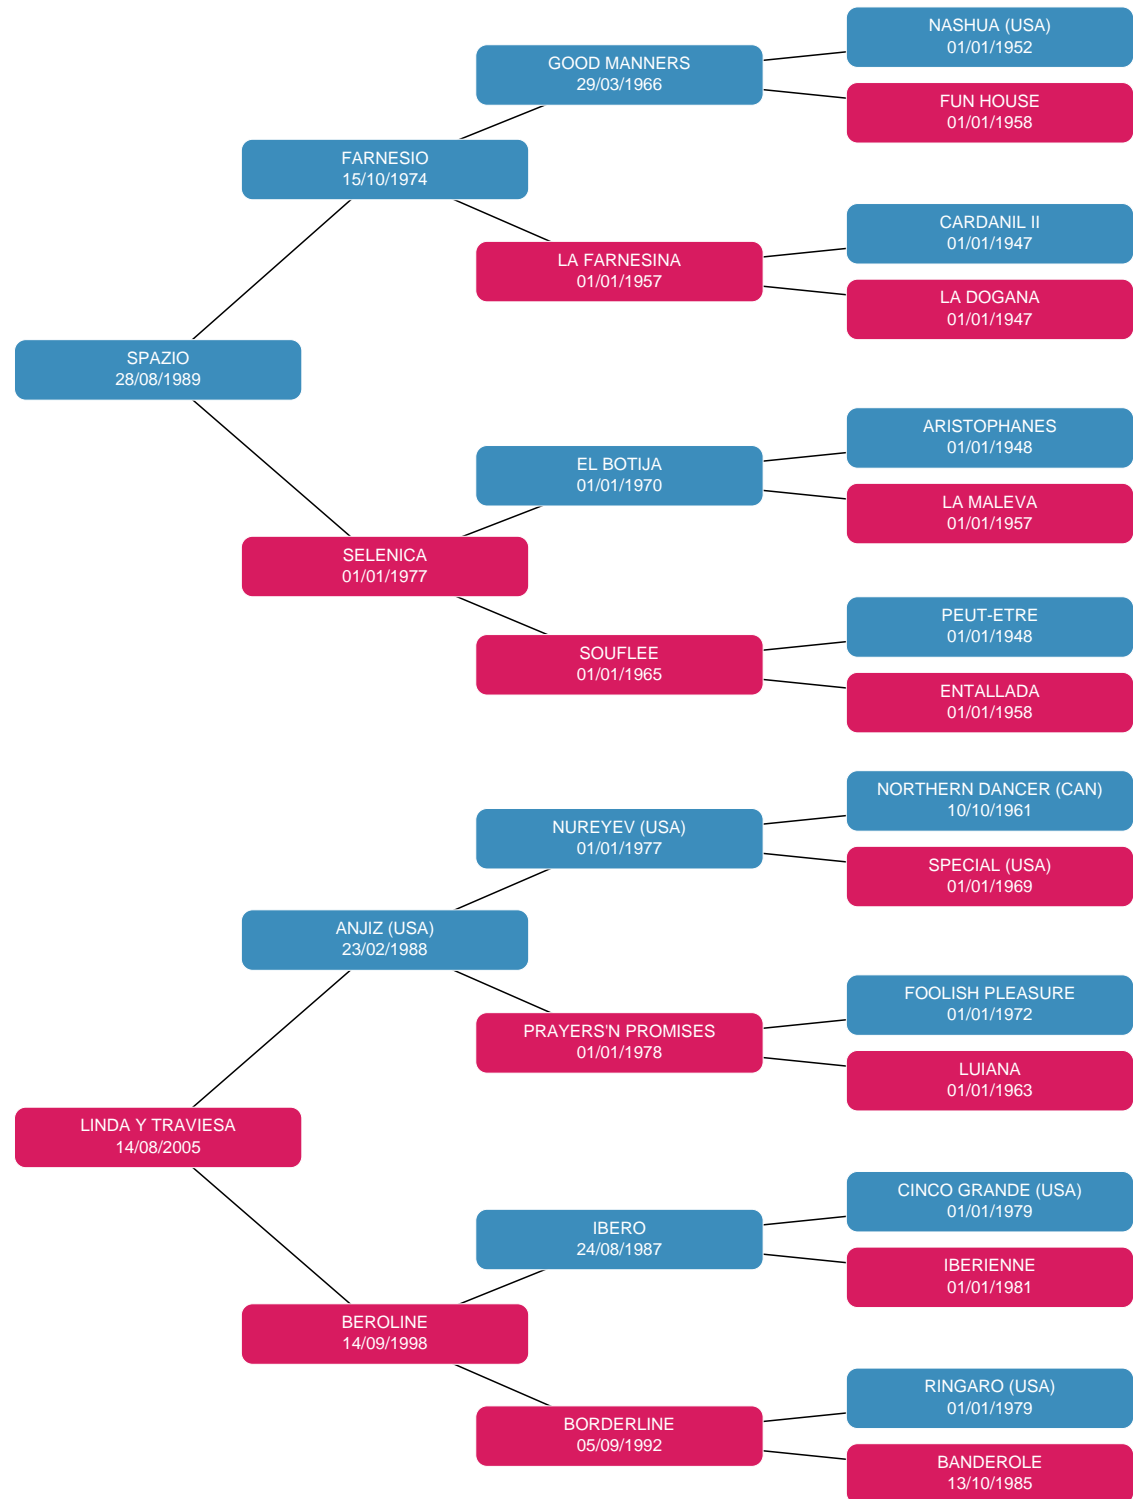 NASHUA (USA)
01/01/1952
GOOD MANNERS
29/03/1966
FUN HOUSE
01/01/1958
FARNESIO
15/10/1974
CARDANIL II
01/01/1947
LA FARNESINA
01/01/1957
LA DOGANA
01/01/1947
SPAZIO
28/08/1989
ARISTOPHANES
01/01/1948
EL BOTIJA
01/01/1970
LA MALEVA
01/01/1957
SELENICA
01/01/1977
PEUT-ETRE
01/01/1948
SOUFLEE
01/01/1965
ENTALLADA
01/01/1958
NORTHERN DANCER (CAN)
10/10/1961
NUREYEV (USA)
01/01/1977
SPECIAL (USA)
01/01/1969
ANJIZ (USA)
23/02/1988
FOOLISH PLEASURE
01/01/1972
PRAYERS'N PROMISES
01/01/1978
LUIANA
01/01/1963
LINDA Y TRAVIESA
14/08/2005
CINCO GRANDE (USA)
01/01/1979
IBERO
24/08/1987
IBERIENNE
01/01/1981
BEROLINE
14/09/1998
RINGARO (USA)
01/01/1979
BORDERLINE
05/09/1992
BANDEROLE
13/10/1985